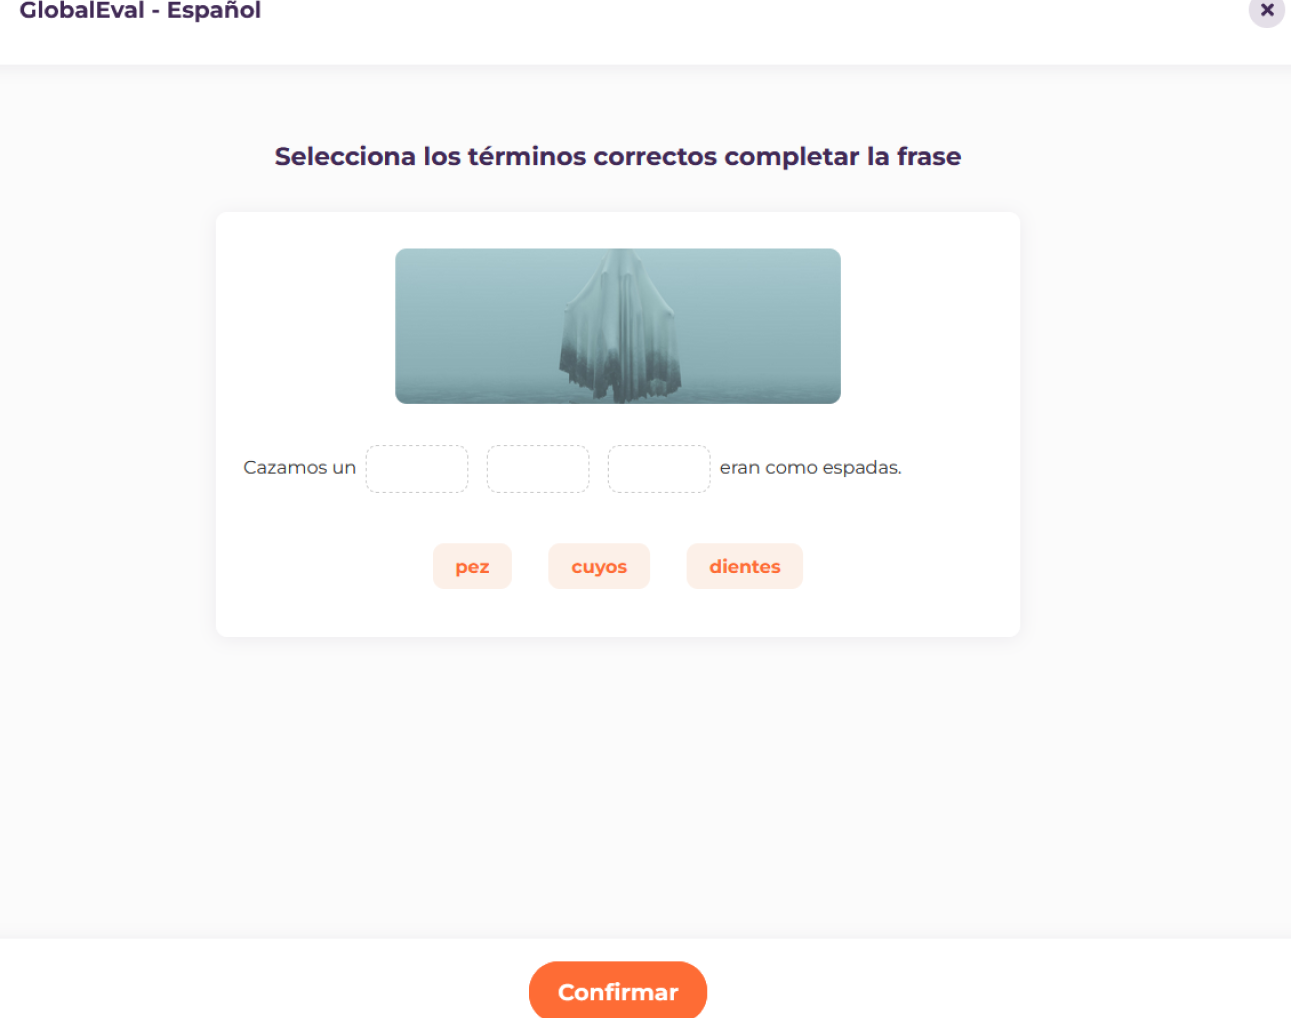 GlobalEval - Español
Selecciona los términos correctos completar la frase
Cazamos un eran como espadas.
pez cuyos dientes
Confirmar